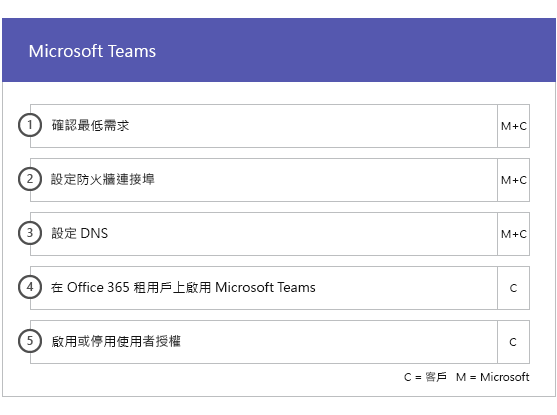 Microsoft Teams
1 確認最低需求 M+C
2 設定防火牆連接埠 M+C
3 設定 DNS M+C
4 在 Office 365 租用戶上啟用 Microsoft Teams C
5 啟用或停用使用者授權 C
C = 客戶 M = Microsoft